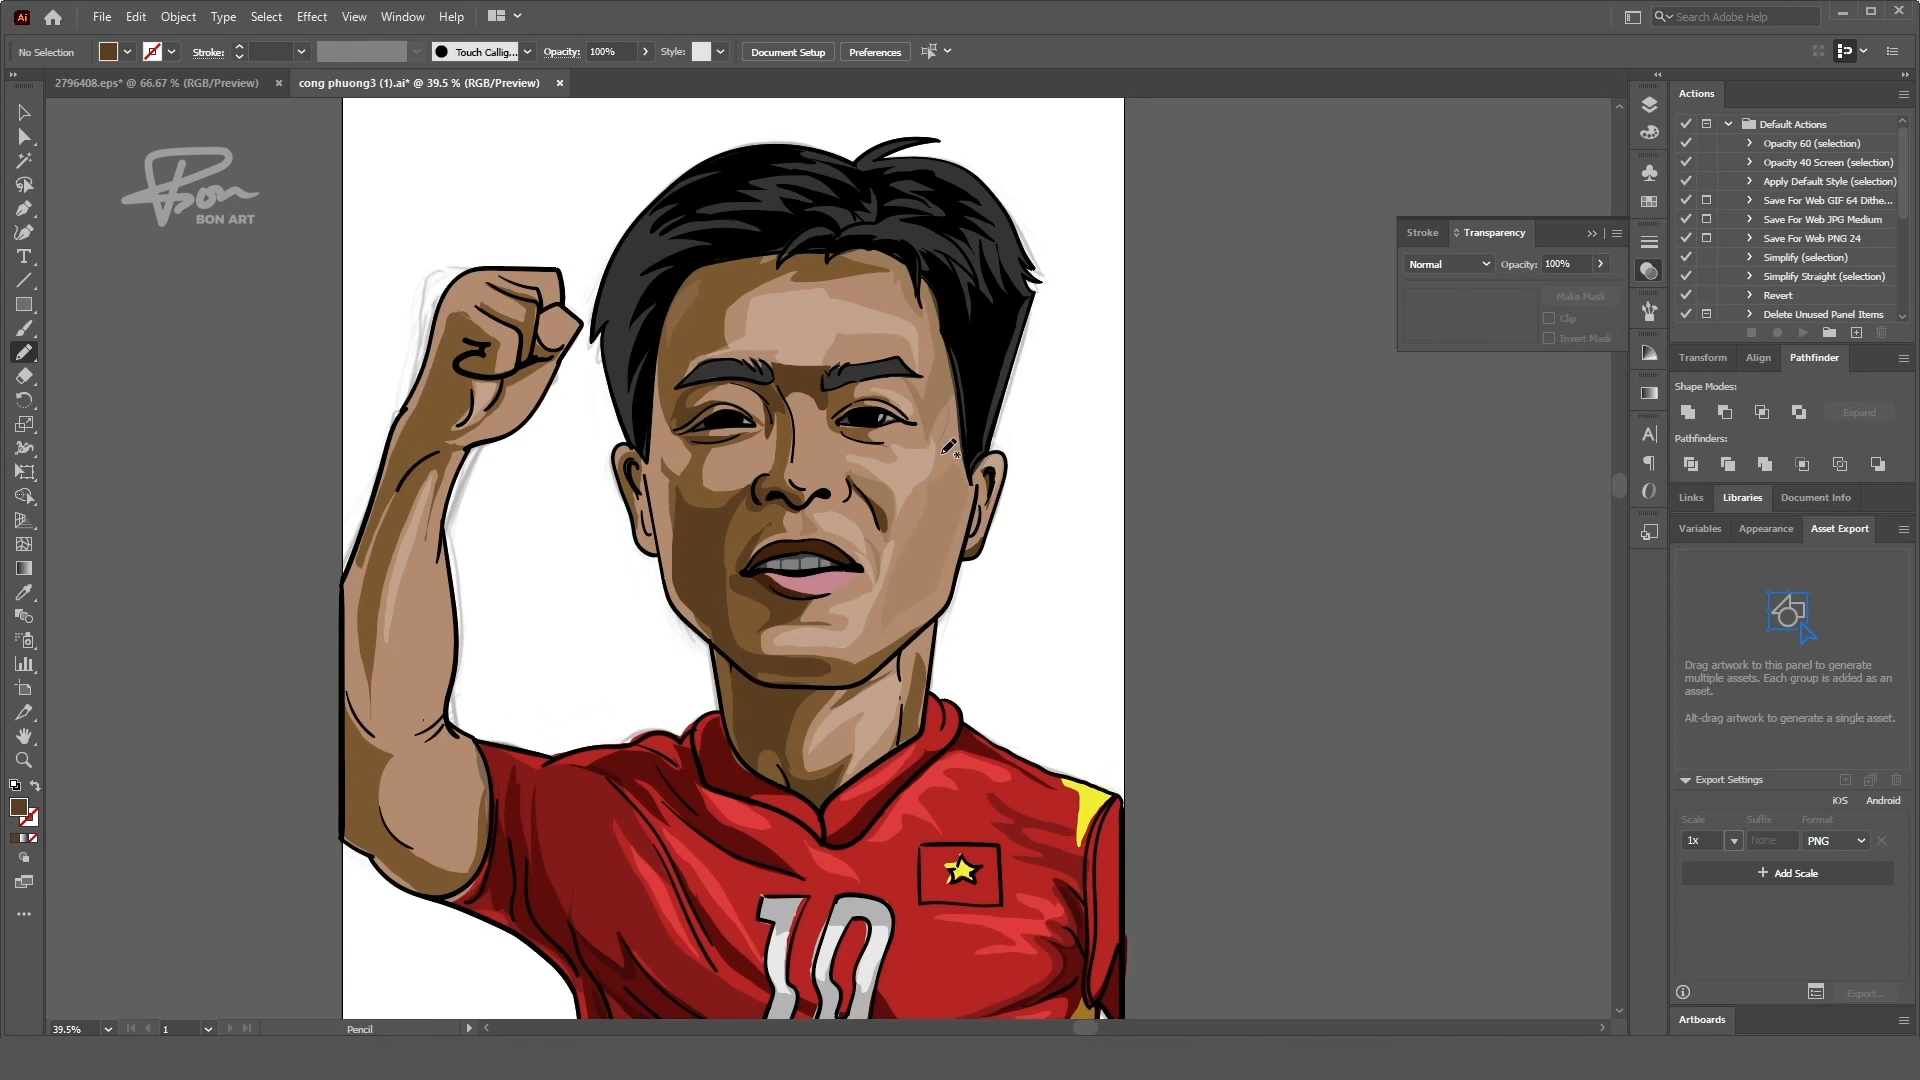 Ai File Edit Object Type Select Effect View Window Help Search Adobe Help
No Selection Stroke: Touch Callig... Opacity: 100% Style: Document Setup Preferences
2796408.eps* @ 66.67 % (RGB/Preview) cong phuong3 (1).ai* @ 39.5 % (RGB/Preview)
Bon
BON ART
10
Stroke Transparency
Normal Opacity: 100%
Make Mask
Clip
Invert Mask
Actions
Default Actions
Opacity 60 (selection)
Opacity 40 Screen (selection)
Apply Default Style (selection)
Save For Web GIF 64 Dithe...
Save For Web JPG Medium
Save For Web PNG 24
Simplify (selection)
Simplify Straight (selection)
Revert
Delete Unused Panel Items
Transform Align Pathfinder
Shape Modes:
Expand
Pathfinders:
Links Libraries Document Info
Variables Appearance Asset Export
Drag artwork to this panel to generate
multiple assets. Each group is added as an
asset.
Alt-drag artwork to generate a single asset.
Export Settings
iOS Android
Scale Suffix Format
1x None PNG
+ Add Scale
Export...
Artboards
39.5% 1 Pencil